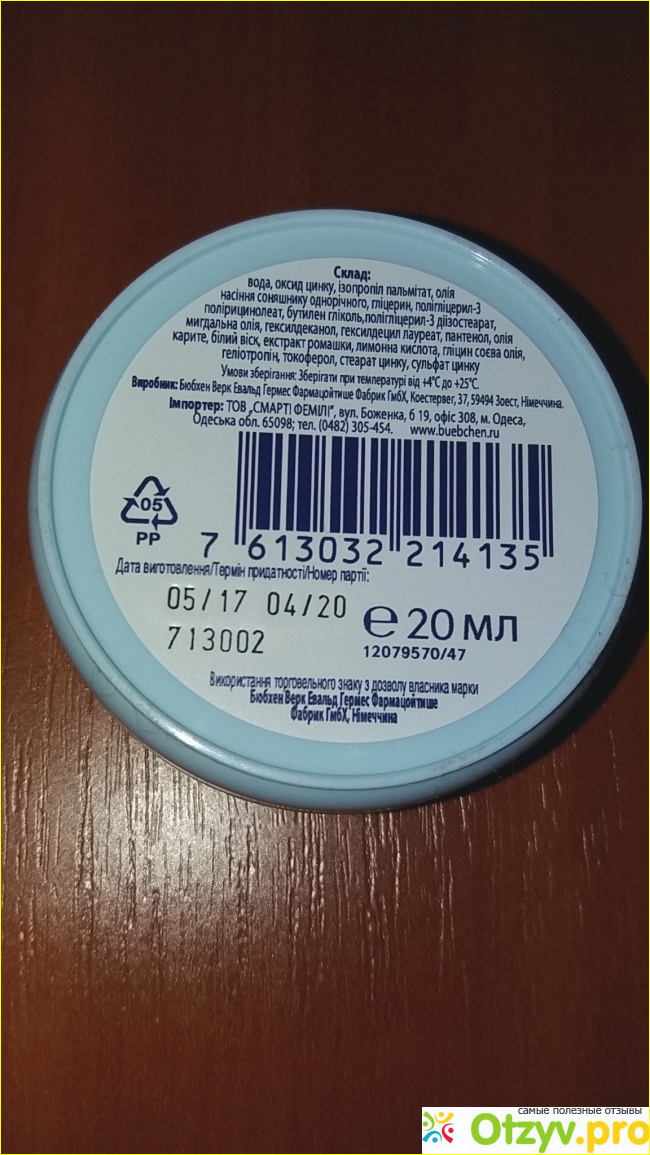 Склад:
вода, оксид цинку, ізопропіл пальмітат, олія
насіння соняшнику однорічного, гліцерин, полігліцерил-3
полірицинолеат, бутилен гліколь,полігліцерил-3 діізостеарат,
мигдальна олія, гексилдеканол, гексилдецил лауреат, пантенол, олія
карите, білий віск, екстракт ромашки, лимонна кислота, гліцин соєва олія,
геліотропін, токоферол, стеарат цинку, сульфат цинку
Умови зберігання: Зберігати при температурі від +4°С до +25°С.
Виробник: Бюбхен Верк Евальд Гермес Фармацойтише Фабрик ГмбХ, Коестервег, 37, 59494 Зоест, Німеччина.
Імпортер: ТОВ „СМАРТІ ФЕМІЛІ", вул. Боженка, б 19, офіс 308, м. Одеса,
Одеська обл. 65098; тел. (0482) 305-454. www.buebchen.ru
05
PP
7 613032 214135
Дата виготовлення/Термін придатності/Номер партії:
05/17 04/20
713002
e 20 МЛ
12079570/47
Використання торговельного знаку з дозволу власника марки
Бюбхен Верк Евальд Гермес Фармацойтише
Фабрик ГмбХ, Німеччина
самые полезные отзывы
Otzyv.pro